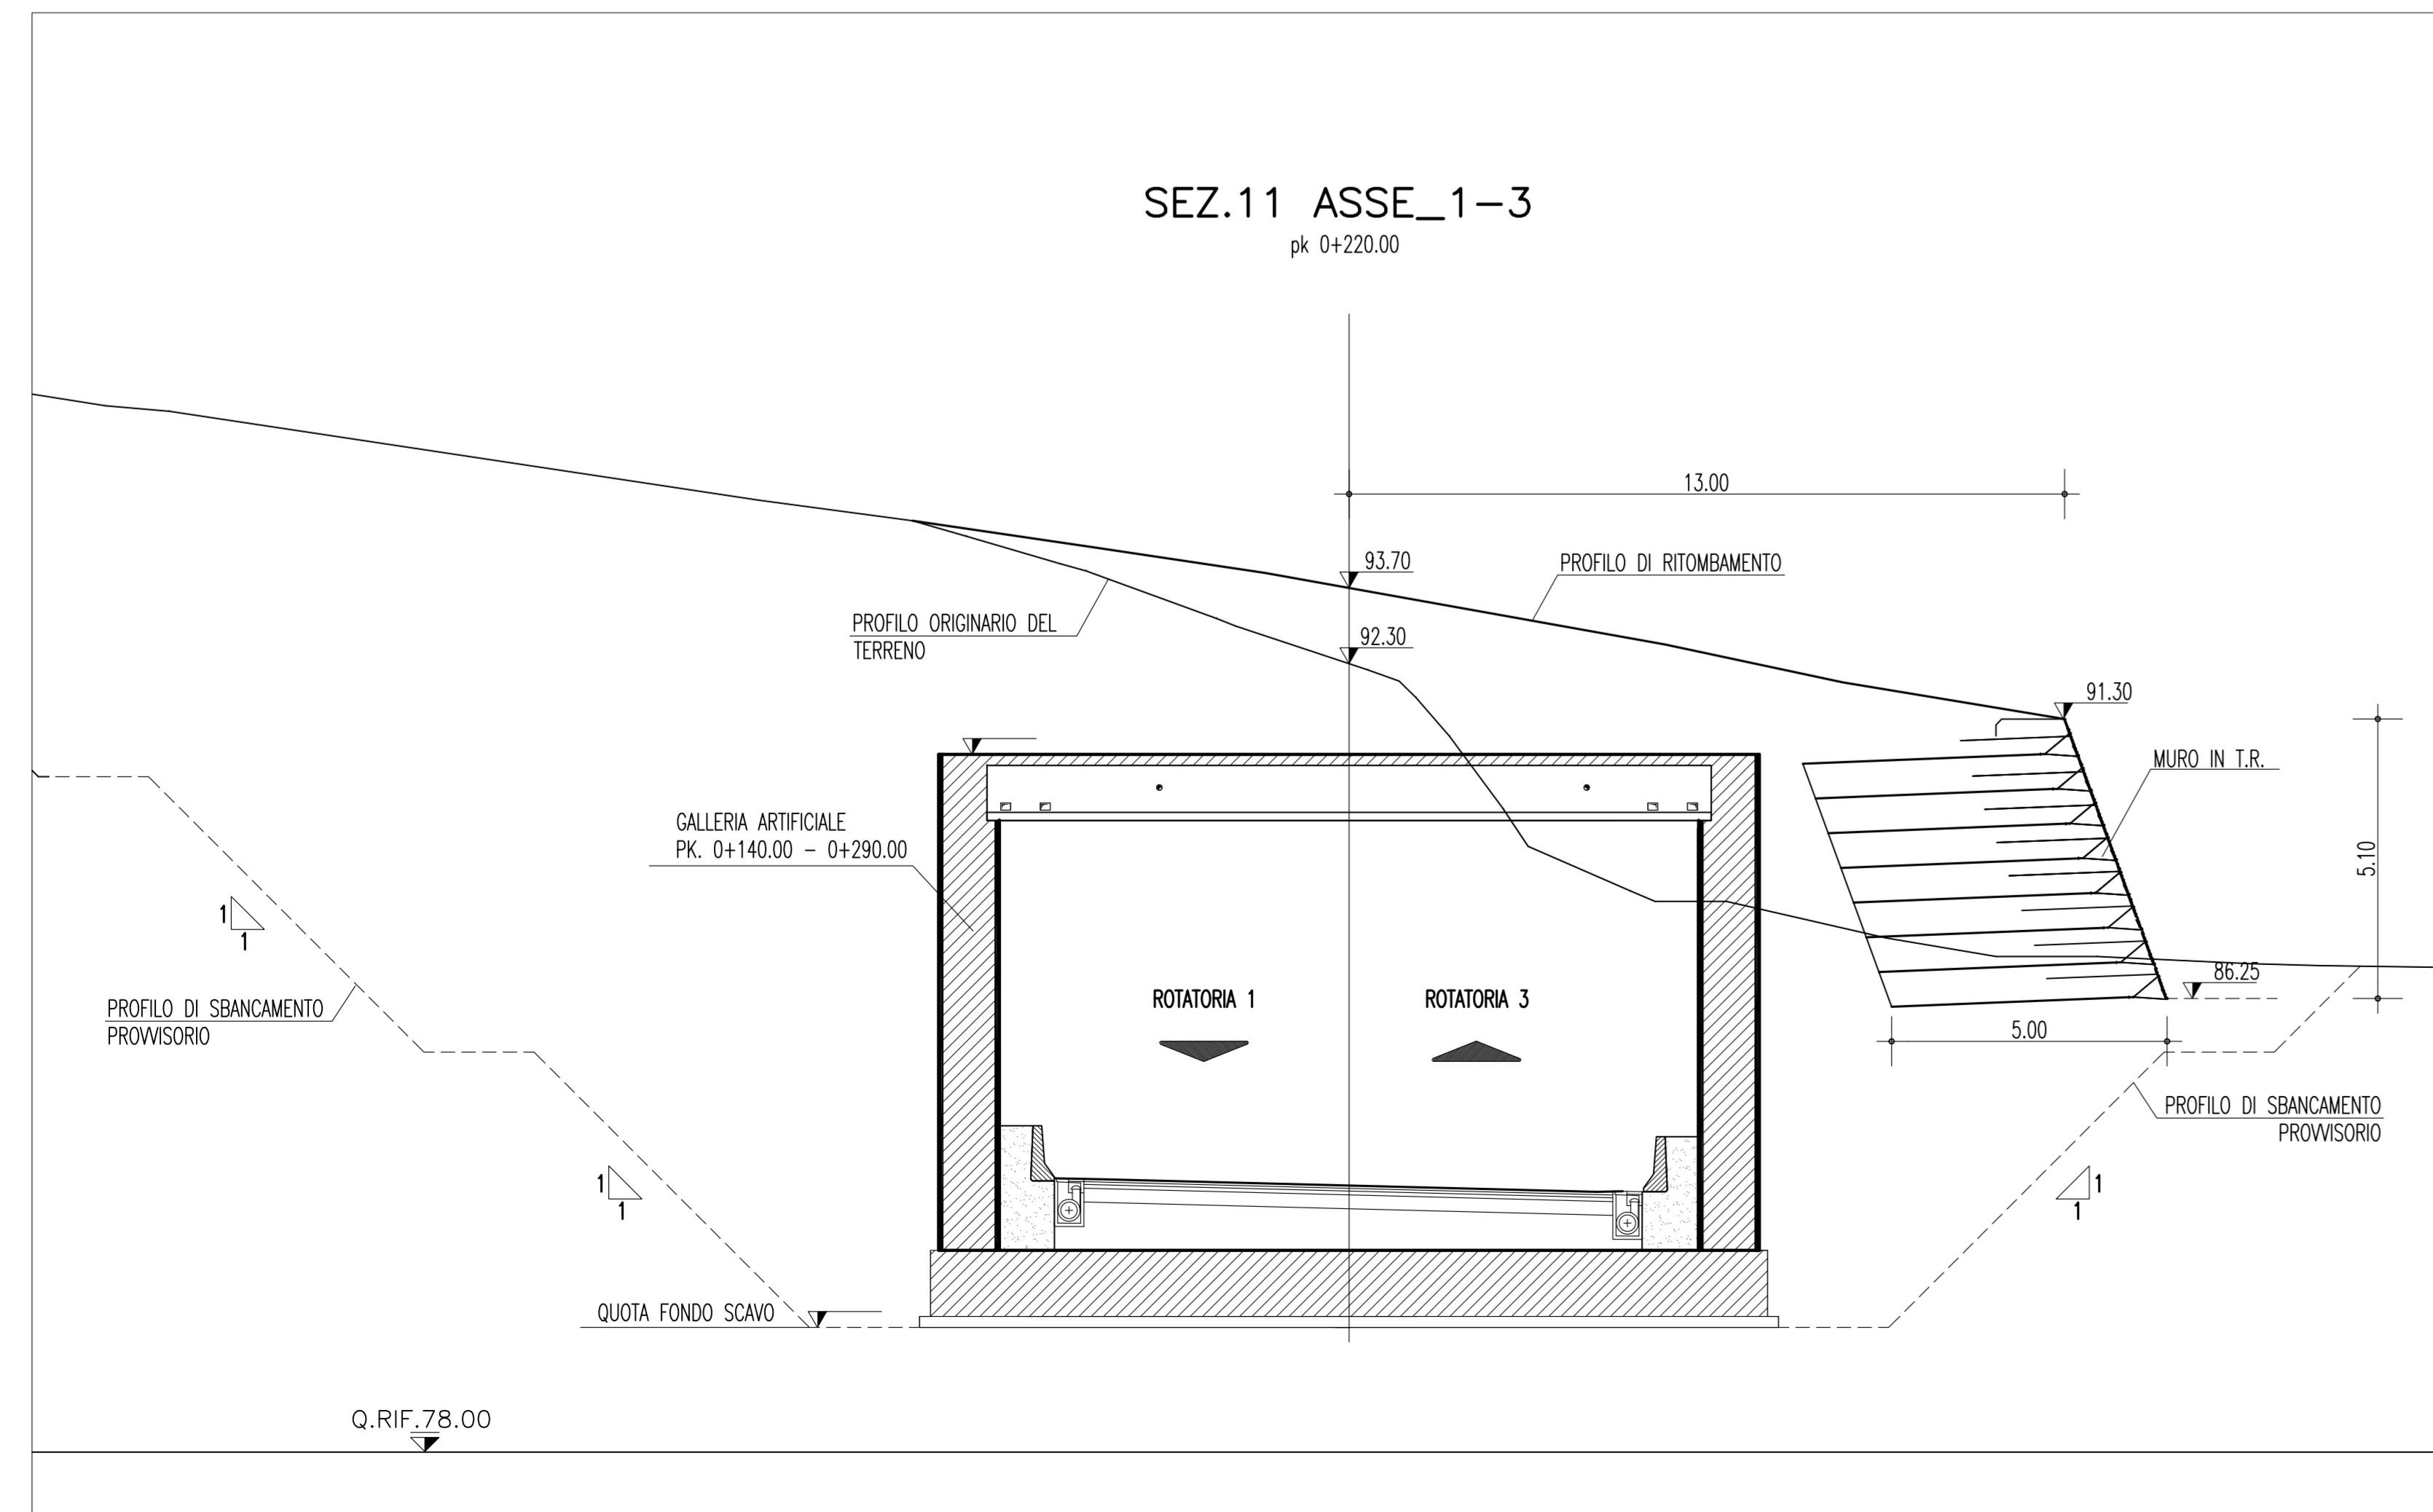 SEZ.11 ASSE_1-3
pk 0+220.00
13.00
93.70
PROFILO DI RITOMBAMENTO
PROFILO ORIGINARIO DEL
TERRENO
92.30
91.30
MURO IN T.R.
GALLERIA ARTIFICIALE
PK. 0+140.00 - 0+290.00
5.10
1
1
86.25
ROTATORIA 1
ROTATORIA 3
PROFILO DI SBANCAMENTO
PROVVISORIO
5.00
PROFILO DI SBANCAMENTO
PROVVISORIO
1
1
1
1
QUOTA FONDO SCAVO
Q.RIF.78.00